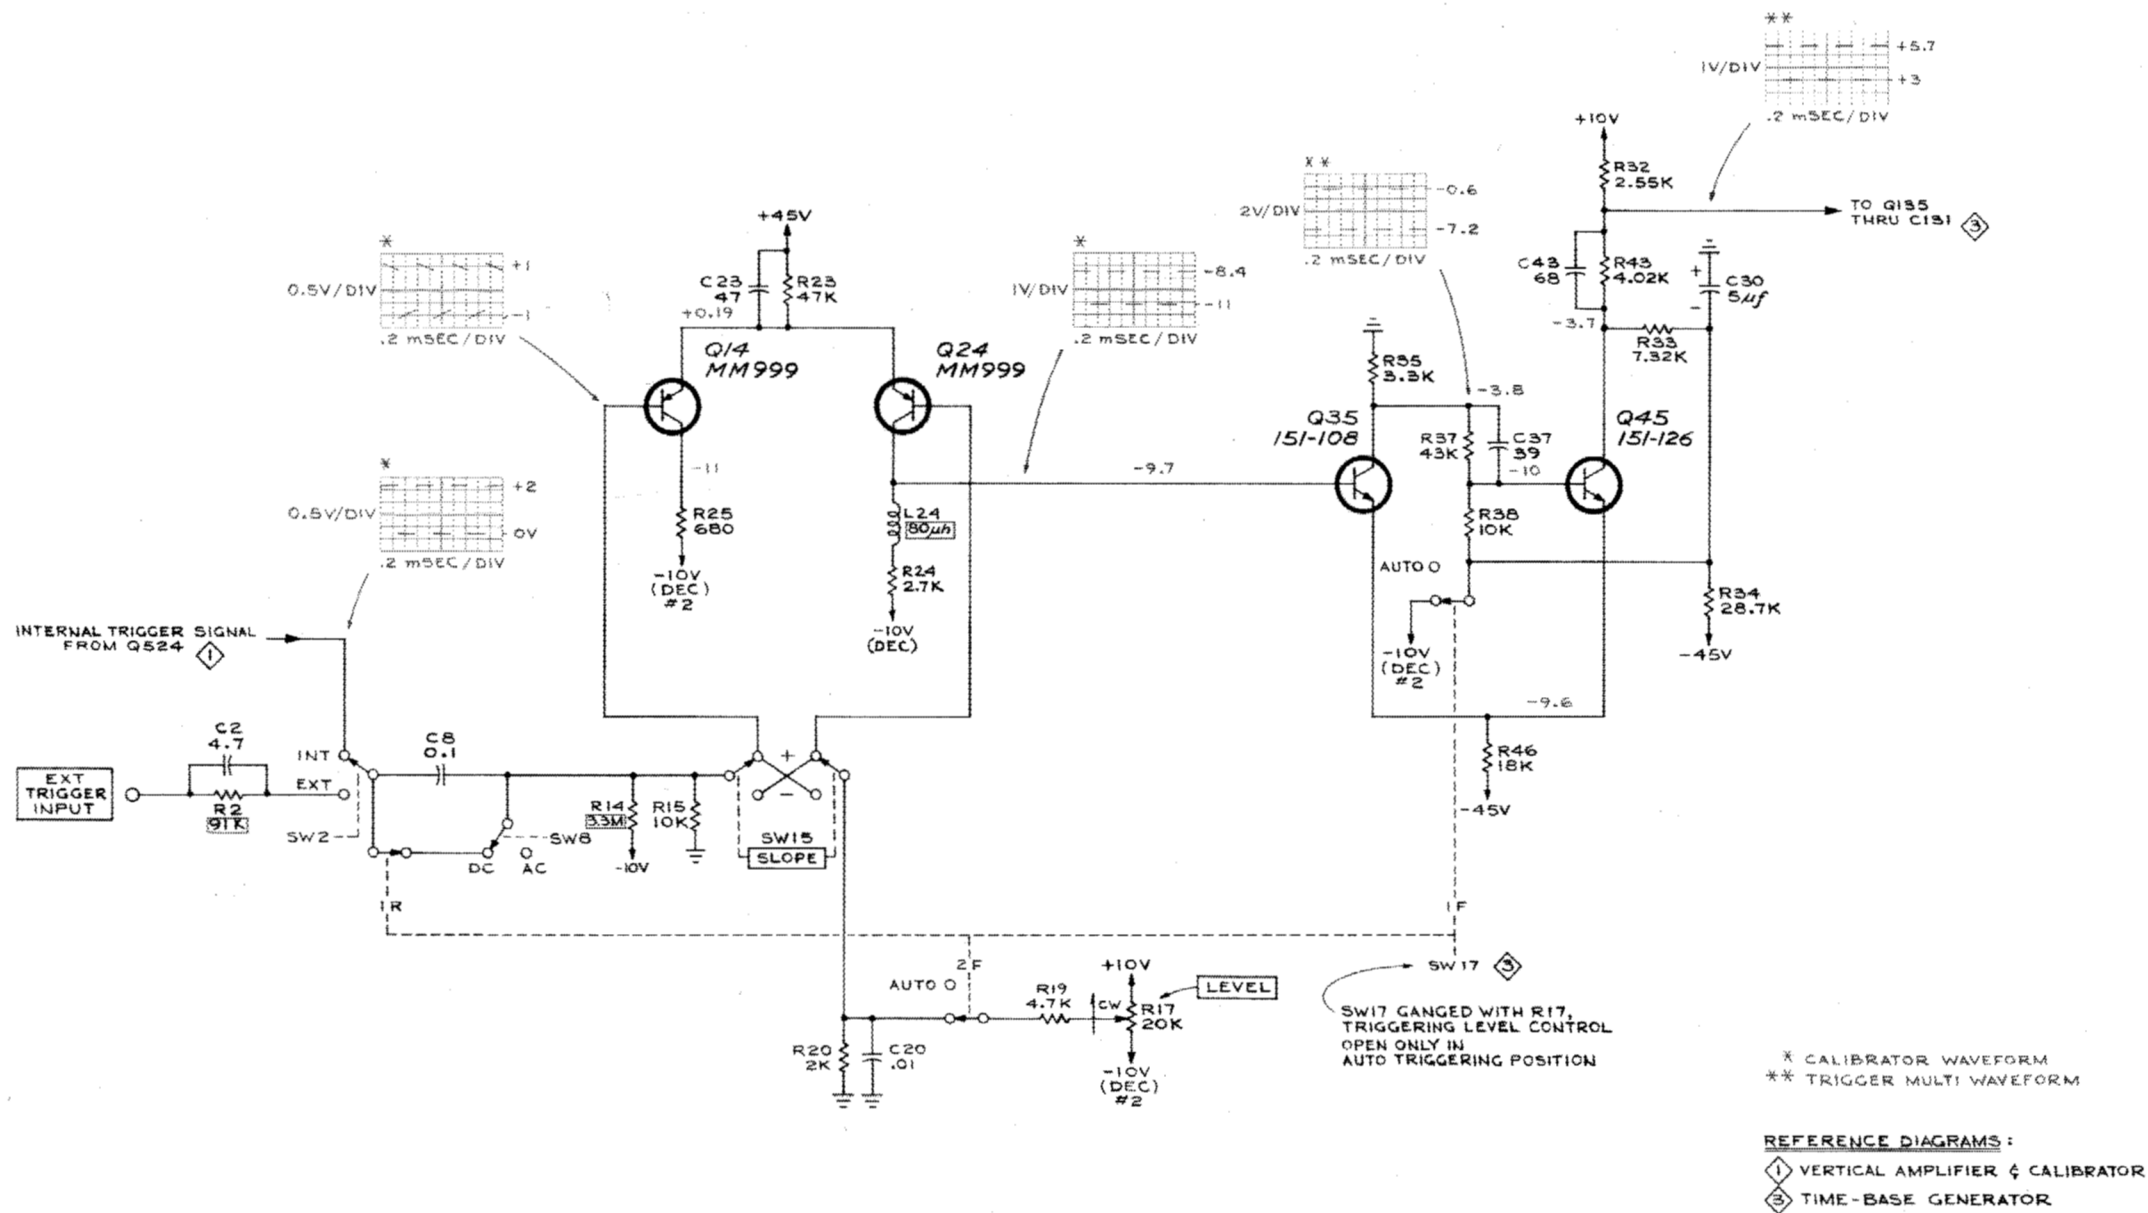 **
+5.7
1V/DIV
+3
.2 mSEC/DIV
+10V
R32
2.55K
TO Q135
THRU C131
3
**
-0.6
2V/DIV
-7.2
.2 mSEC/DIV
C43
68
R43
4.02K
+
-
C30
5µf
-3.7
R33
7.32K
+45V
*
+1
0.5V/DIV
-1
.2 mSEC/DIV
C23
47
R23
47K
+0.19
*
-8.4
1V/DIV
-11
.2 mSEC/DIV
Q14
MM999
Q24
MM999
R35
3.3K
-3.8
Q35
151-108
R37
43K
C37
39
Q45
151-126
-10
*
+2
0.5V/DIV
0V
.2 mSEC/DIV
-11
-9.7
R25
680
L24
80µh
R38
10K
-10V
(DEC)
#2
R24
2.7K
-10V
(DEC)
AUTO
R34
28.7K
-45V
-10V
(DEC)
#2
INTERNAL TRIGGER SIGNAL
FROM Q524
1
-9.6
R46
18K
-45V
C2
4.7
INT
C8
0.1
+
-
EXT
TRIGGER
INPUT
EXT
R2
91K
SW2
R14
3.3M
R15
10K
SW8
DC
AC
-10V
SW15
SLOPE
1R
1F
2F
AUTO
+10V
LEVEL
R19
4.7K
CW
R17
20K
SW17
3
R20
2K
C20
.01
-10V
(DEC)
#2
SW17 GANGED WITH R17,
TRIGGERING LEVEL CONTROL
OPEN ONLY IN
AUTO TRIGGERING POSITION
* CALIBRATOR WAVEFORM
** TRIGGER MULTI WAVEFORM
REFERENCE DIAGRAMS:
1 VERTICAL AMPLIFIER & CALIBRATOR
3 TIME-BASE GENERATOR